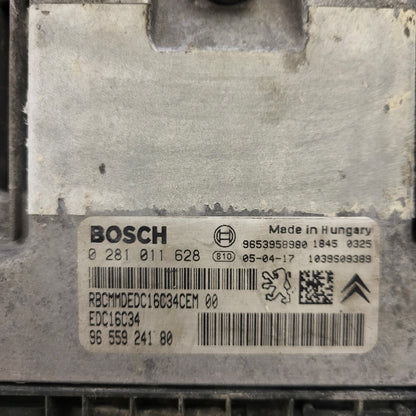 BOSCH
Made in Hungary
9653958980 1845 0325
0 281 011 628 810 05-04-17 1039S09389
RBCMMDEDC16C34CEM 00
EDC16C34
96 559 241 80